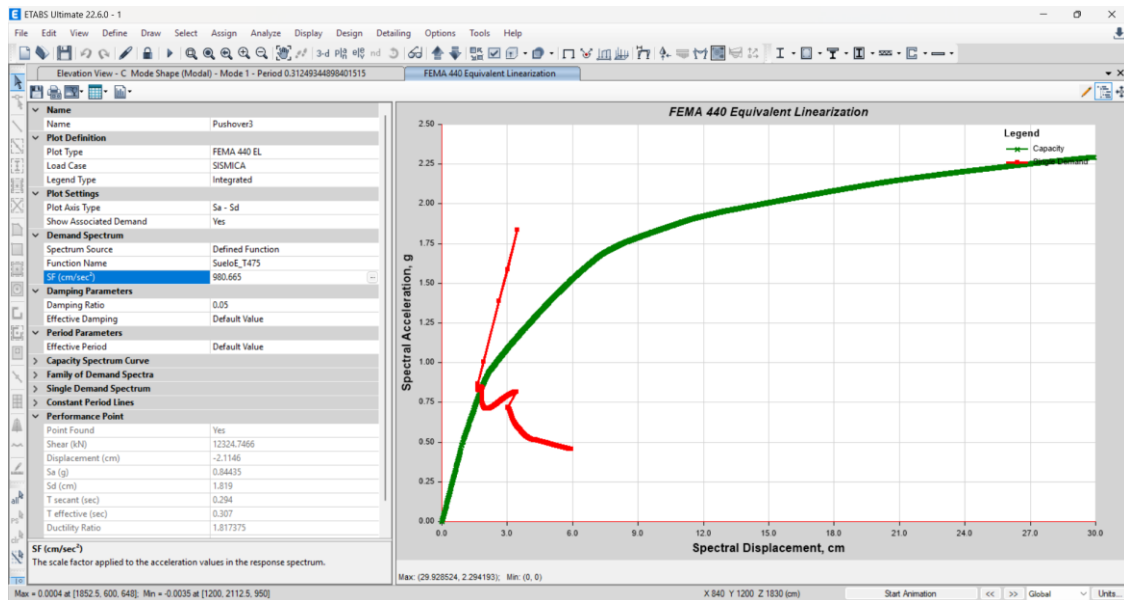 ETABS Ultimate 22.6.0 - 1
File Edit View Define Draw Select Assign Analyze Display Design Detailing Options Tools Help
3-d
nd
Elevation View - C Mode Shape (Modal) - Mode 1 - Period 0.31249344898401515
FEMA 440 Equivalent Linearization
Name
Name Pushover3
Plot Definition
Plot Type FEMA 440 EL
Load Case SISMICA
Legend Type Integrated
Plot Settings
Plot Axis Type Sa - Sd
Show Associated Demand Yes
Demand Spectrum
Spectrum Source Defined Function
Function Name SueloE_T475
SF (cm/sec²) 980.665
Damping Parameters
Damping Ratio 0.05
Effective Damping Default Value
Period Parameters
Effective Period Default Value
Capacity Spectrum Curve
Family of Demand Spectra
Single Demand Spectrum
Constant Period Lines
Performance Point
Point Found Yes
Shear (kN) 12324.7466
Displacement (cm) -2.1146
Sa (g) 0.84435
Sd (cm) 1.819
T secant (sec) 0.294
T effective (sec) 0.307
Ductility Ratio 1.817375
SF (cm/sec²)
The scale factor applied to the acceleration values in the response spectrum.
FEMA 440 Equivalent Linearization
Legend
Capacity
Single Demand
Spectral Acceleration, g
2.50
2.25
2.00
1.75
1.50
1.25
1.00
0.75
0.50
0.25
0.00
0.0 3.0 6.0 9.0 12.0 15.0 18.0 21.0 24.0 27.0 30.0
Spectral Displacement, cm
Max: (29.928524, 2.294193); Min: (0, 0)
Max = 0.0004 at [1852.5, 600, 648]; Min = -0.0035 at [1200, 2112.5, 950]
X 840 Y 1200 Z 1830 (cm)
Start Animation << >> Global Units...